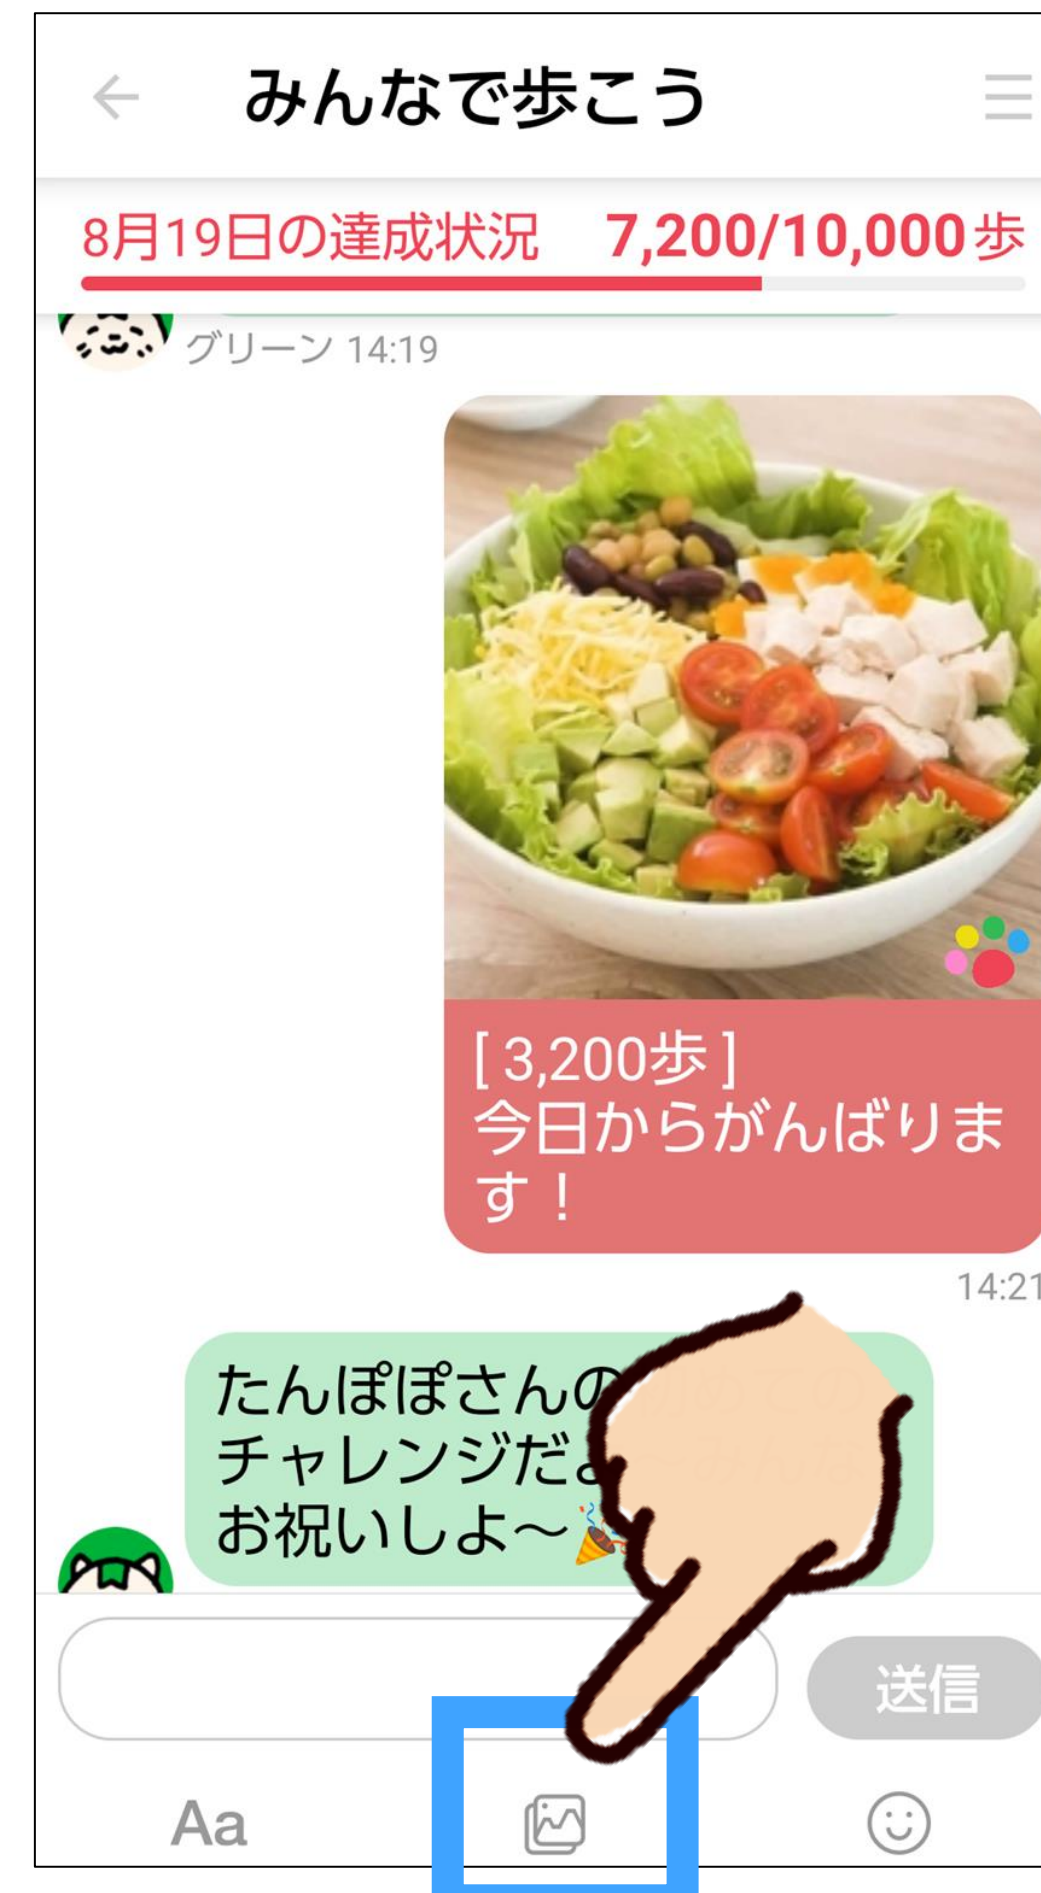 みんなで歩こう
8月19日の達成状況 7,200/10,000歩
グリーン 14:19
[ 3,200歩 ]
今日からがんばりま
す！
14:21
たんぽぽさんの
チャレンジだよ
お祝いしよ〜🎉
送信
Aa